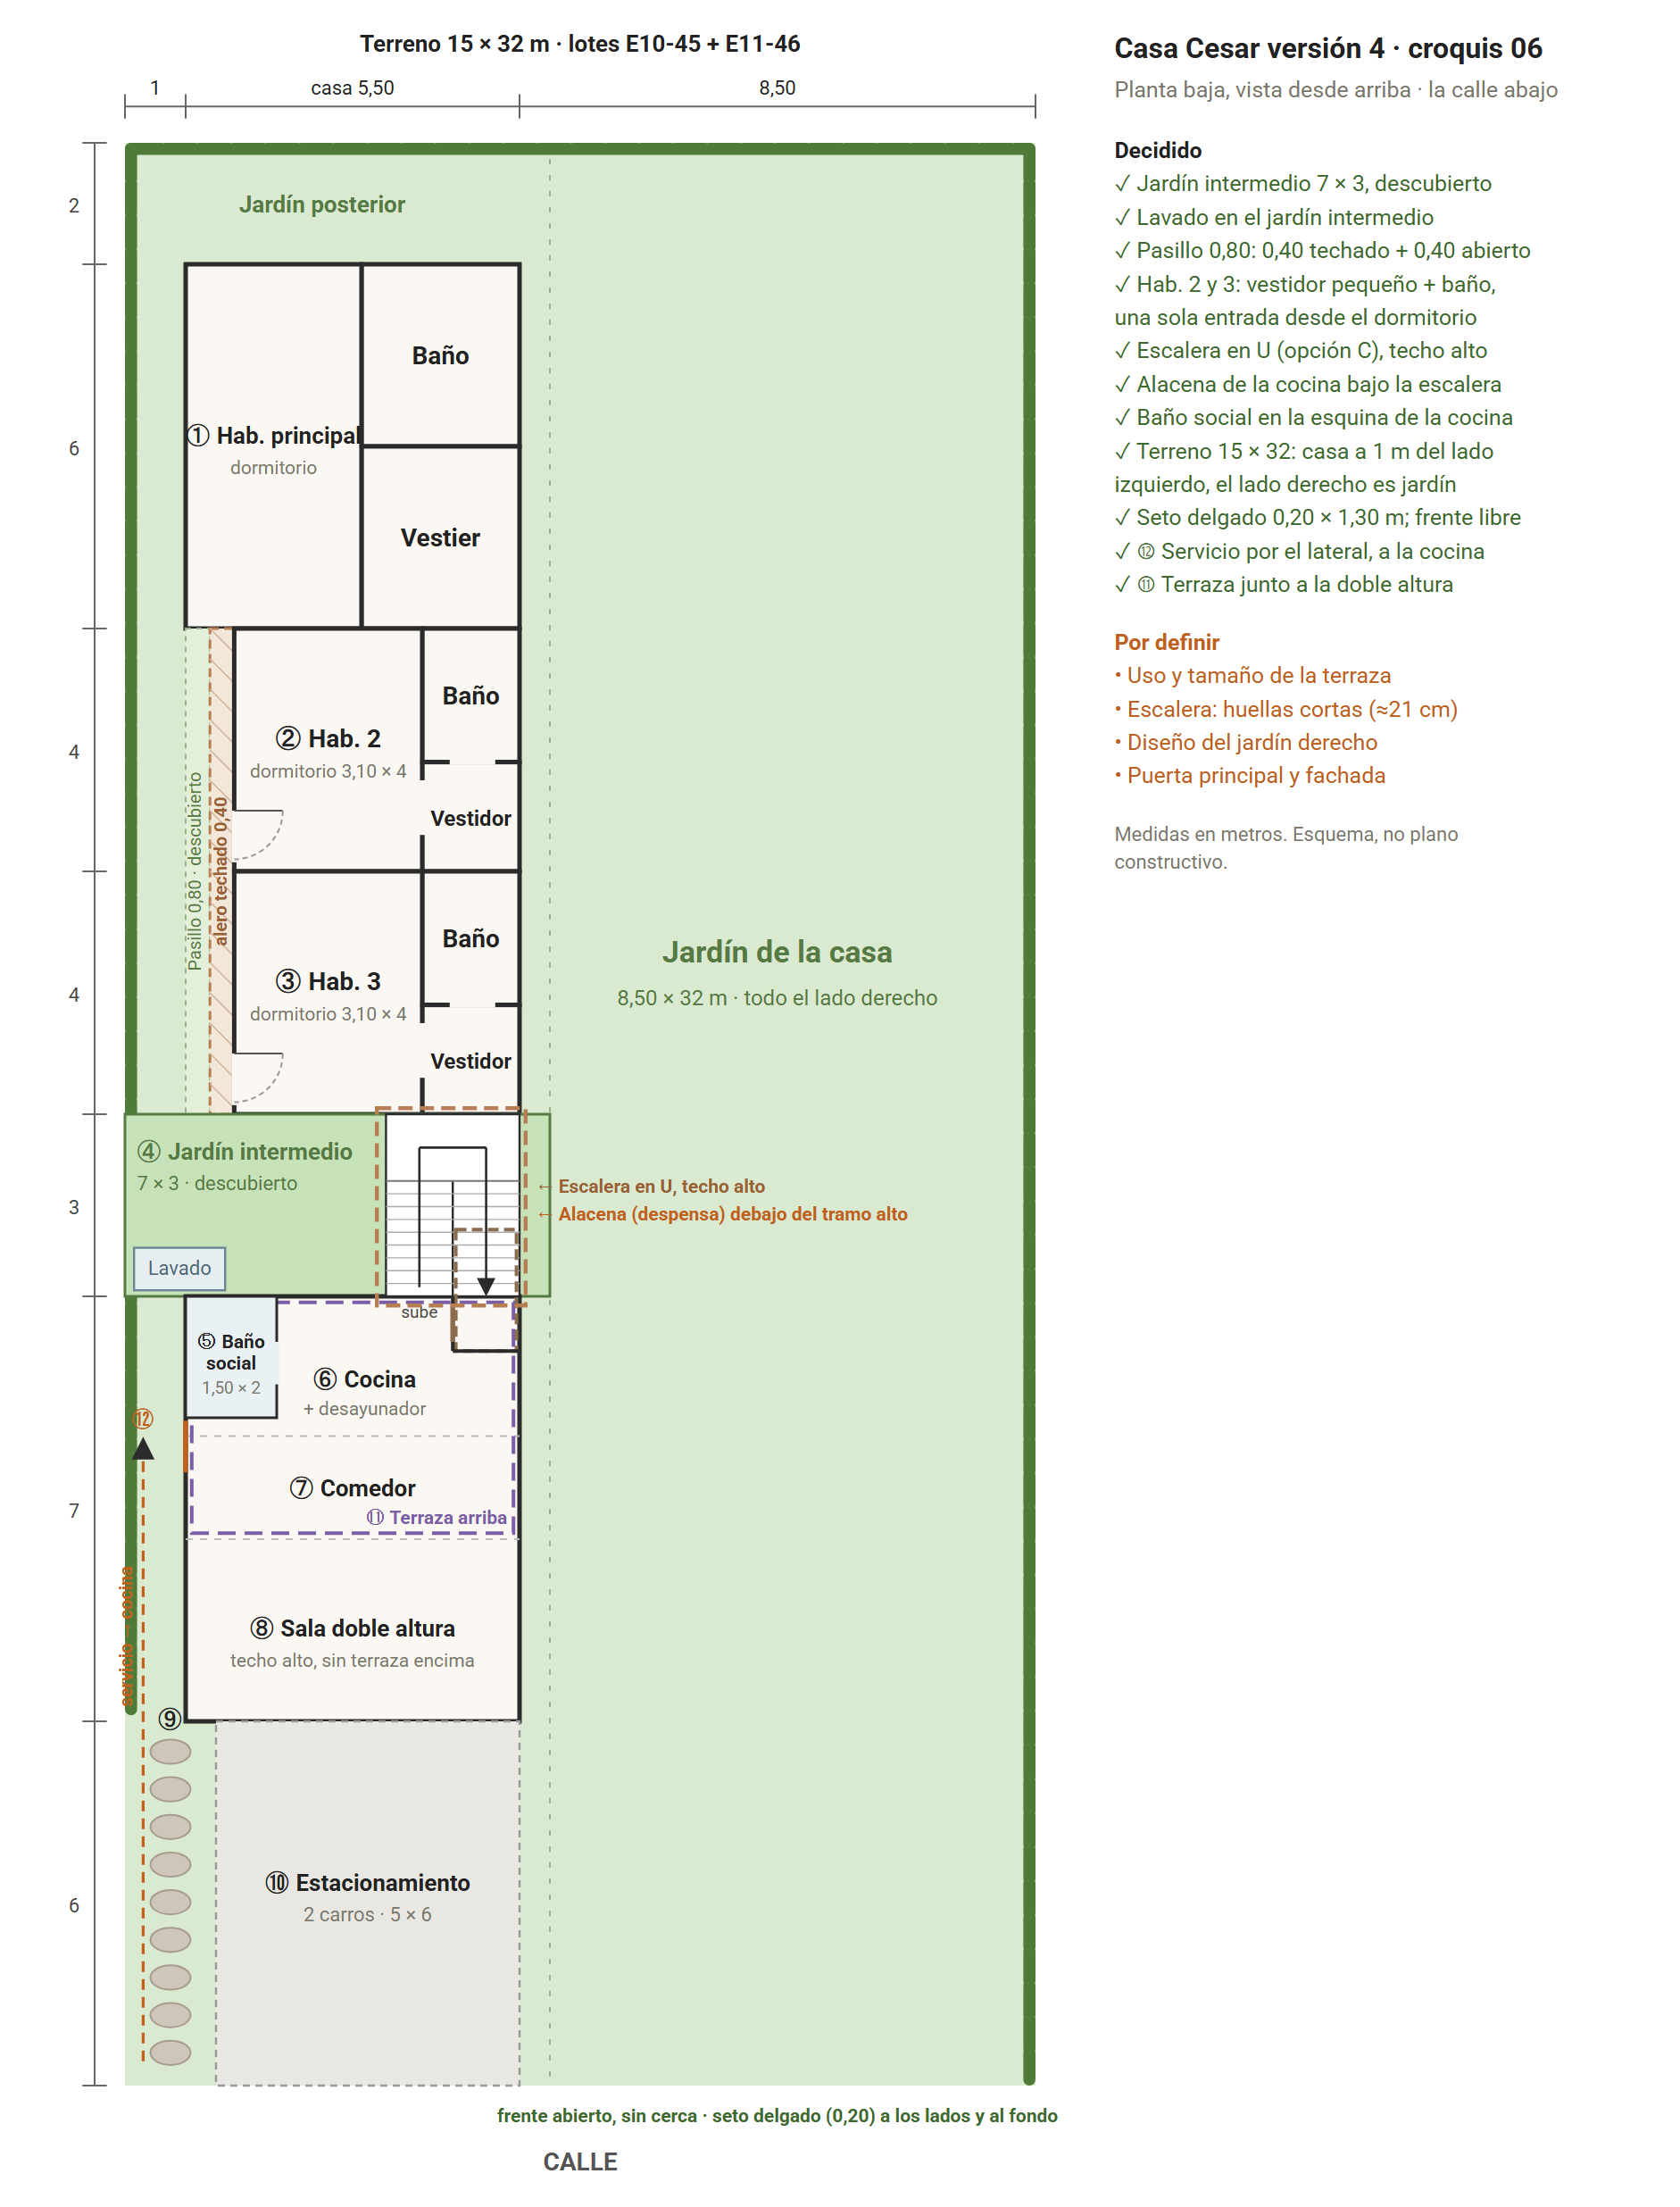 Terreno 15 × 32 m · lotes E10-45 + E11-46
1
casa 5,50
8,50
Casa Cesar versión 4 · croquis 06
Planta baja, vista desde arriba · la calle abajo
Decidido
✓ Jardín intermedio 7 × 3, descubierto
✓ Lavado en el jardín intermedio
✓ Pasillo 0,80: 0,40 techado + 0,40 abierto
✓ Hab. 2 y 3: vestidor pequeño + baño,
una sola entrada desde el dormitorio
✓ Escalera en U (opción C), techo alto
✓ Alacena de la cocina bajo la escalera
✓ Baño social en la esquina de la cocina
✓ Terreno 15 × 32: casa a 1 m del lado
izquierdo, el lado derecho es jardín
✓ Seto delgado 0,20 × 1,30 m; frente libre
✓ ⑫ Servicio por el lateral, a la cocina
✓ ⑪ Terraza junto a la doble altura
Por definir
• Uso y tamaño de la terraza
• Escalera: huellas cortas (≈21 cm)
• Diseño del jardín derecho
• Puerta principal y fachada
Medidas en metros. Esquema, no plano
constructivo.
2
Jardín posterior
6
Baño
① Hab. principal
dormitorio
Vestier
4
Baño
② Hab. 2
dormitorio 3,10 × 4
Vestidor
Pasillo 0,80 · descubierto
alero techado 0,40
4
Baño
③ Hab. 3
dormitorio 3,10 × 4
Vestidor
Jardín de la casa
8,50 × 32 m · todo el lado derecho
3
④ Jardín intermedio
7 × 3 · descubierto
Lavado
← Escalera en U, techo alto
← Alacena (despensa) debajo del tramo alto
sube
7
⑤ Baño
social
1,50 × 2
⑥ Cocina
+ desayunador
⑫
⑦ Comedor
⑪ Terraza arriba
servicio → cocina
⑧ Sala doble altura
techo alto, sin terraza encima
⑨
6
⑩ Estacionamiento
2 carros · 5 × 6
frente abierto, sin cerca · seto delgado (0,20) a los lados y al fondo
CALLE